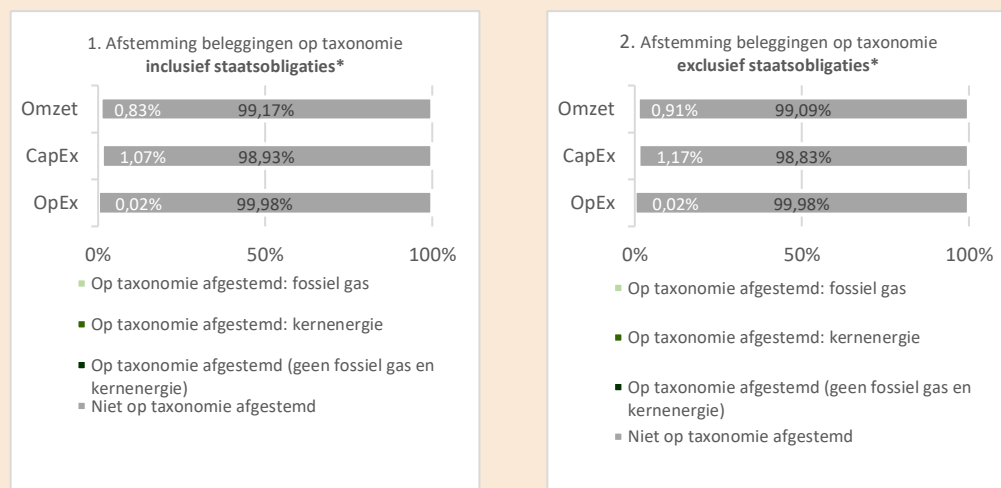 1. Afstemming beleggingen op taxonomie
inclusief staatsobligaties*
Omzet 0,83% 99,17%
CapEx 1,07% 98,93%
OpEx 0,02% 99,98%
0% 50% 100%
Op taxonomie afgestemd: fossiel gas
Op taxonomie afgestemd: kernenergie
Op taxonomie afgestemd (geen fossiel gas en
kernenergie)
Niet op taxonomie afgestemd
2. Afstemming beleggingen op taxonomie
exclusief staatsobligaties*
Omzet 0,91% 99,09%
CapEx 1,17% 98,83%
OpEx 0,02% 99,98%
0% 50% 100%
Op taxonomie afgestemd: fossiel gas
Op taxonomie afgestemd: kernenergie
Op taxonomie afgestemd (geen fossiel gas en
kernenergie)
Niet op taxonomie afgestemd